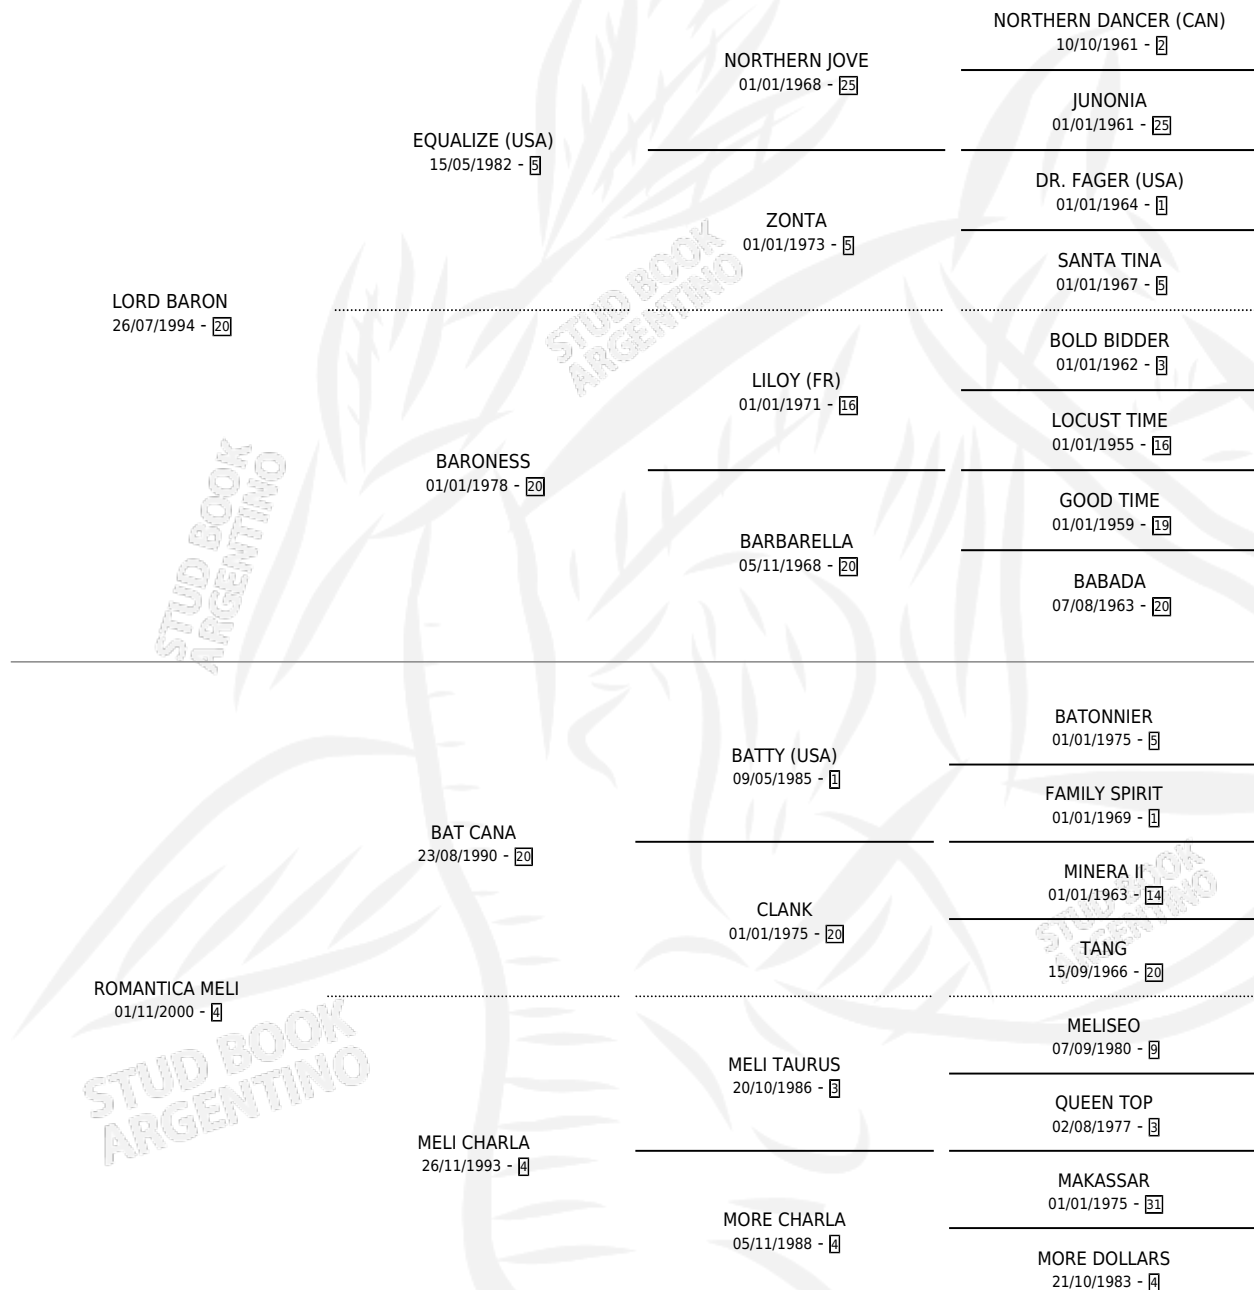 NORTHERN DANCER (CAN)
10/10/1961 - 2
NORTHERN JOVE
01/01/1968 - 25
JUNONIA
01/01/1961 - 25
EQUALIZE (USA)
15/05/1982 - 5
DR. FAGER (USA)
01/01/1964 - 1
ZONTA
01/01/1973 - 5
SANTA TINA
01/01/1967 - 5
LORD BARON
26/07/1994 - 20
STUD BOOK
ARGENTINO
BOLD BIDDER
01/01/1962 - 3
LILOY (FR)
01/01/1971 - 16
LOCUST TIME
01/01/1955 - 16
BARONESS
01/01/1978 - 20
GOOD TIME
01/01/1959 - 19
BARBARELLA
05/11/1968 - 20
BABADA
07/08/1963 - 20
STUD BOOK
ARGENTINO
BATONNIER
01/01/1975 - 5
BATTY (USA)
09/05/1985 - 1
FAMILY SPIRIT
01/01/1969 - 1
BAT CANA
23/08/1990 - 20
MINERA II
01/01/1963 - 14
CLANK
01/01/1975 - 20
TANG
15/09/1966 - 20
STUD BOOK
ARGENTINO
ROMANTICA MELI
01/11/2000 - 4
STUD BOOK
ARGENTINO
MELISEO
07/09/1980 - 9
MELI TAURUS
20/10/1986 - 3
QUEEN TOP
02/08/1977 - 3
MELI CHARLA
26/11/1993 - 4
MAKASSAR
01/01/1975 - 31
MORE CHARLA
05/11/1988 - 4
MORE DOLLARS
21/10/1983 - 4